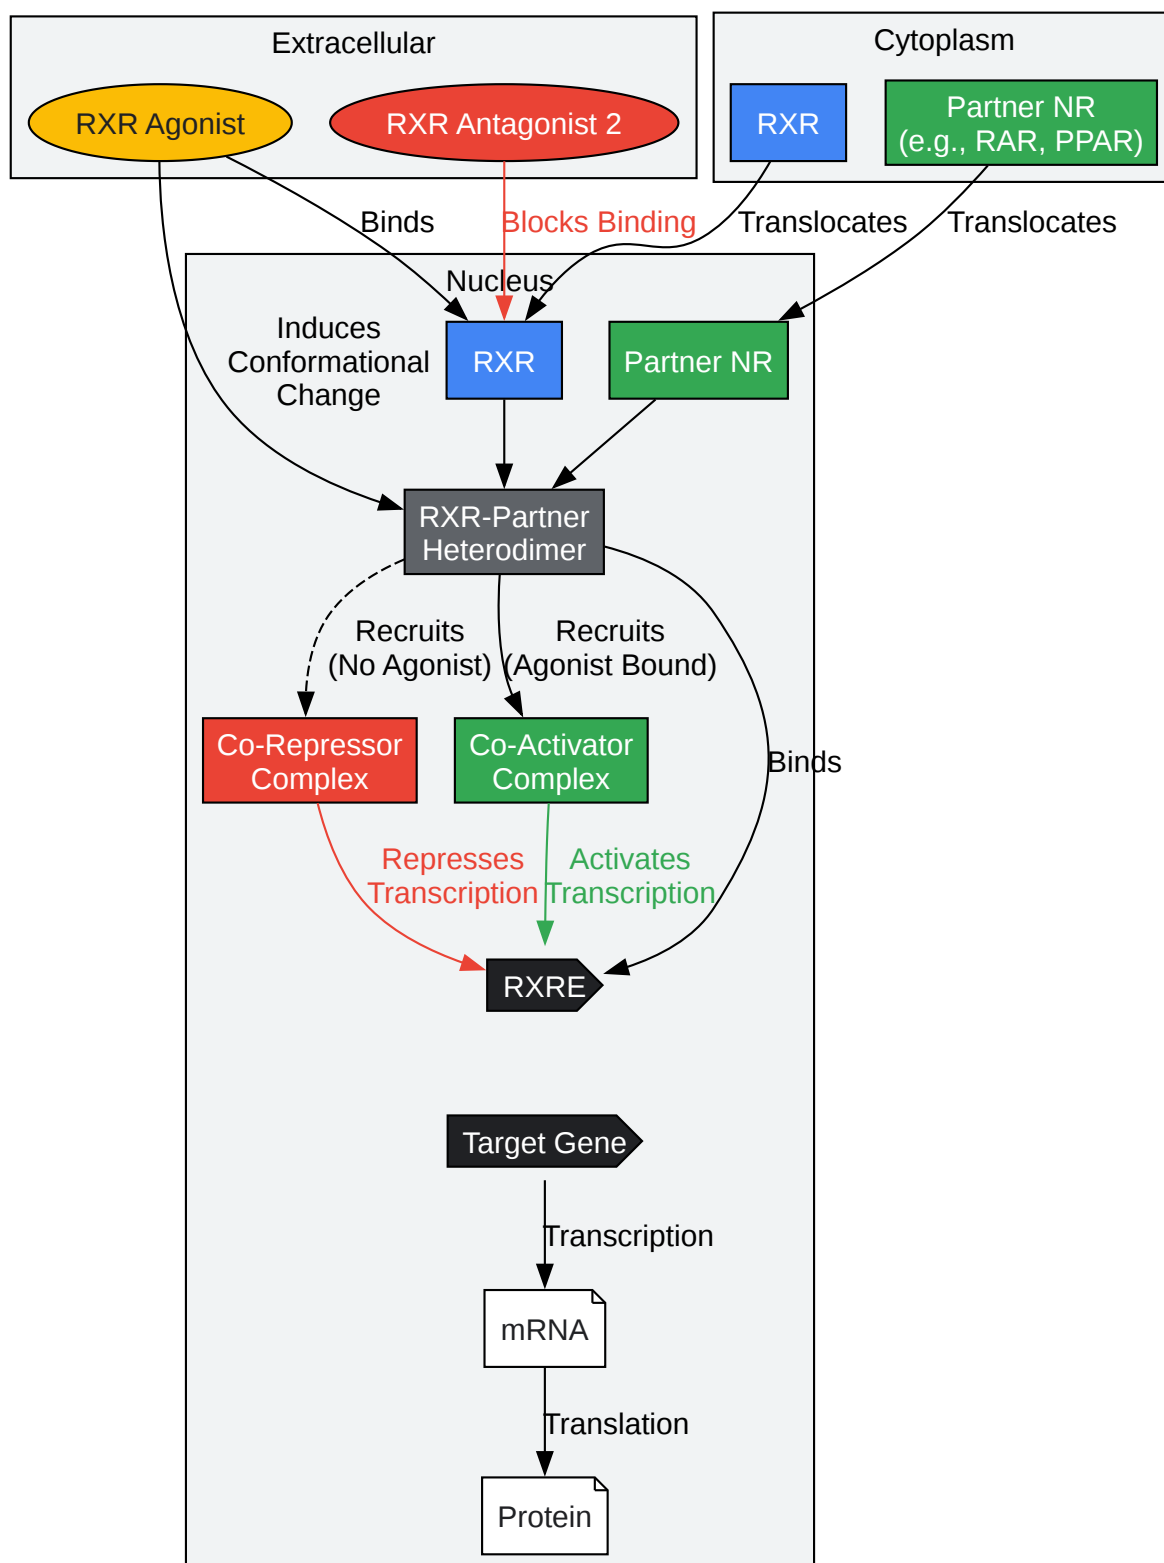 Extracellular
Cytoplasm
RXR Agonist
RXR Antagonist 2
RXR
Partner NR
(e.g., RAR, PPAR)
Binds
Blocks Binding
Translocates
Translocates
Nucleus
Induces
Conformational
Change
RXR
Partner NR
RXR-Partner
Heterodimer
Recruits
(No Agonist)
Recruits
(Agonist Bound)
Co-Repressor
Complex
Co-Activator
Complex
Binds
Represses
Transcription
Activates
Transcription
RXRE
Target Gene
Transcription
mRNA
Translation
Protein